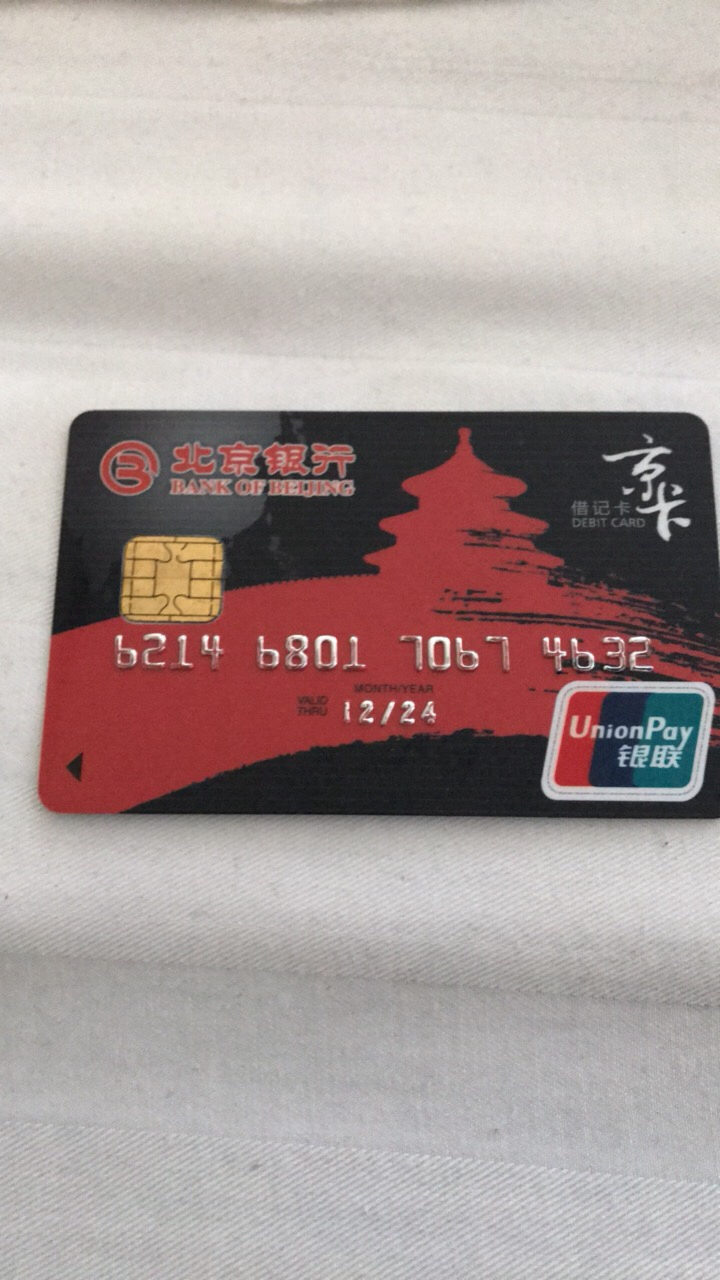 北京银行
BANK OF BEIJING
京卡
借记卡
DEBIT CARD
6214 6801 7067 4632
MONTH/YEAR
VALID THRU 12/24
UnionPay
银联